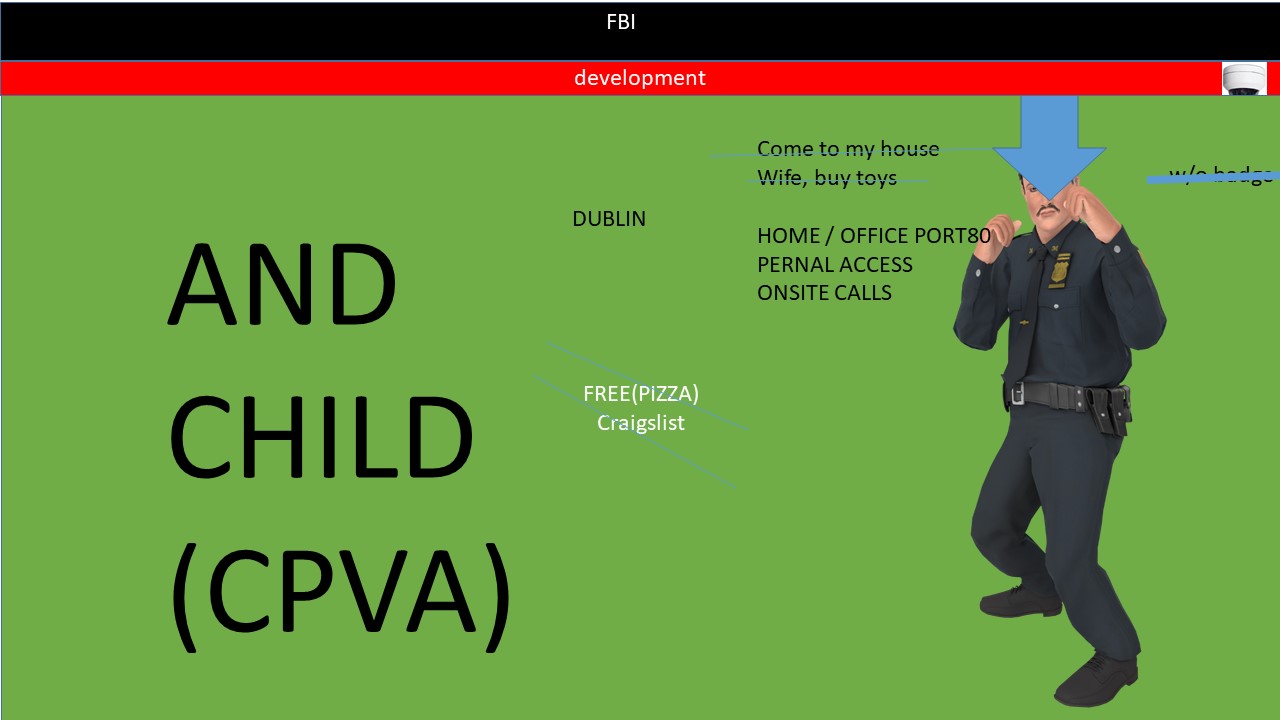 FBI
development
Come to my house
Wife, buy toys
w/o badge
DUBLIN
HOME / OFFICE PORT80
PERNAL ACCESS
ONSITE CALLS
AND
CHILD
(CPVA)
FREE(PIZZA)
Craigslist